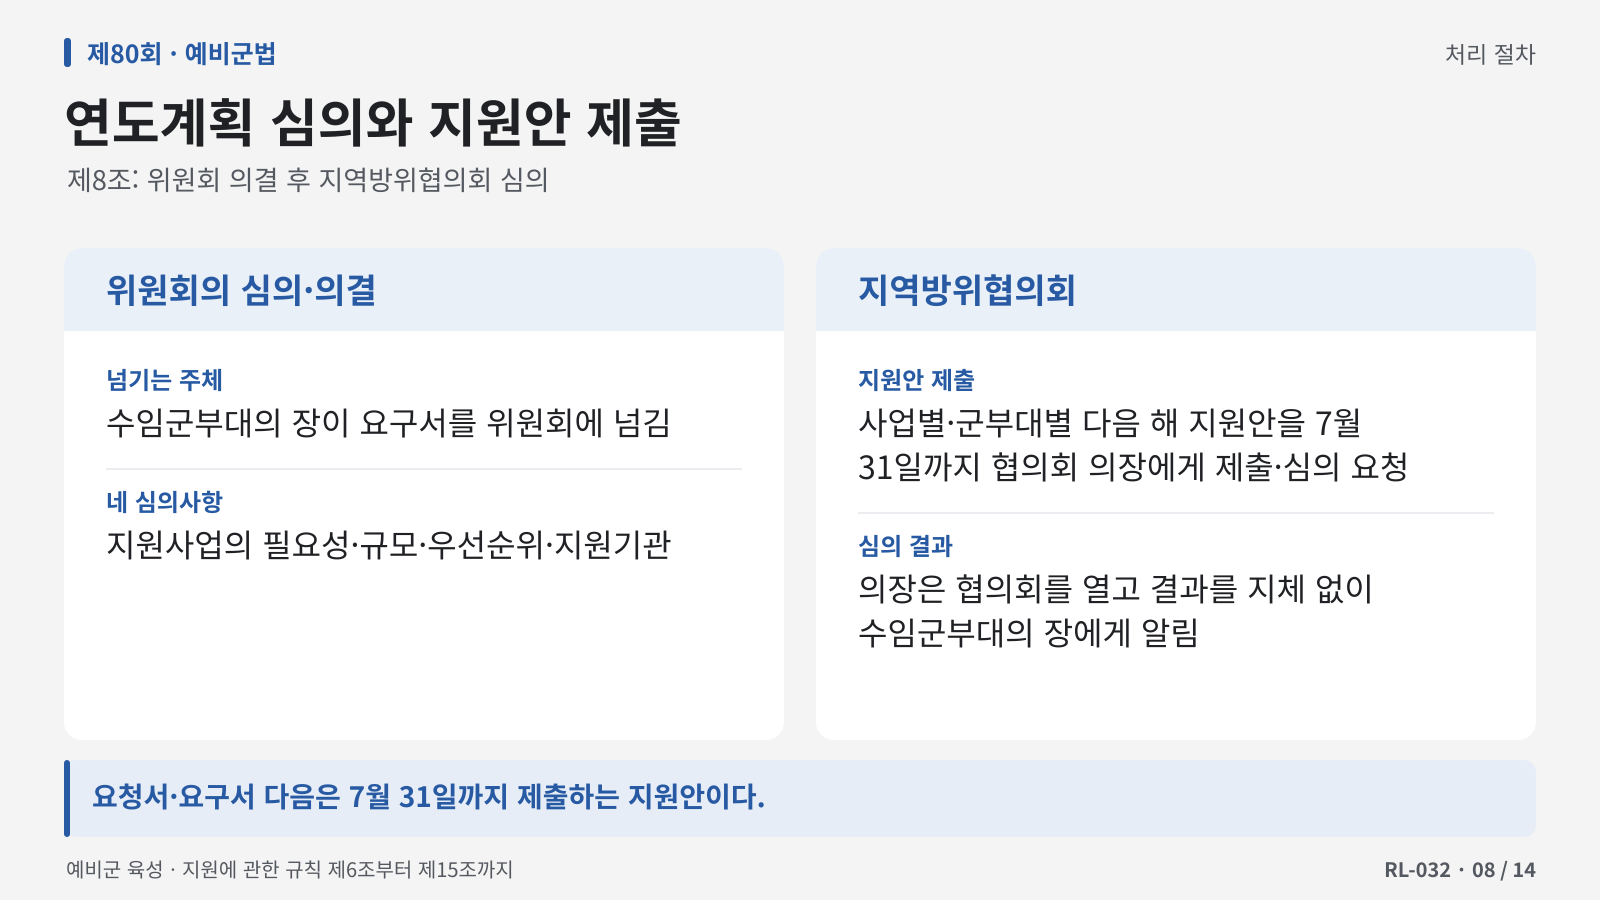 제80회 · 예비군법
처리 절차
연도계획 심의와 지원안 제출
제8조: 위원회 의결 후 지역방위협의회 심의
위원회의 심의·의결
넘기는 주체
수임군부대의 장이 요구서를 위원회에 넘김
네 심의사항
지원사업의 필요성·규모·우선순위·지원기관
지역방위협의회
지원안 제출
사업별·군부대별 다음 해 지원안을 7월
31일까지 협의회 의장에게 제출·심의 요청
심의 결과
의장은 협의회를 열고 결과를 지체 없이
수임군부대의 장에게 알림
요청서·요구서 다음은 7월 31일까지 제출하는 지원안이다.
예비군 육성 · 지원에 관한 규칙 제6조부터 제15조까지
RL-032 · 08 / 14